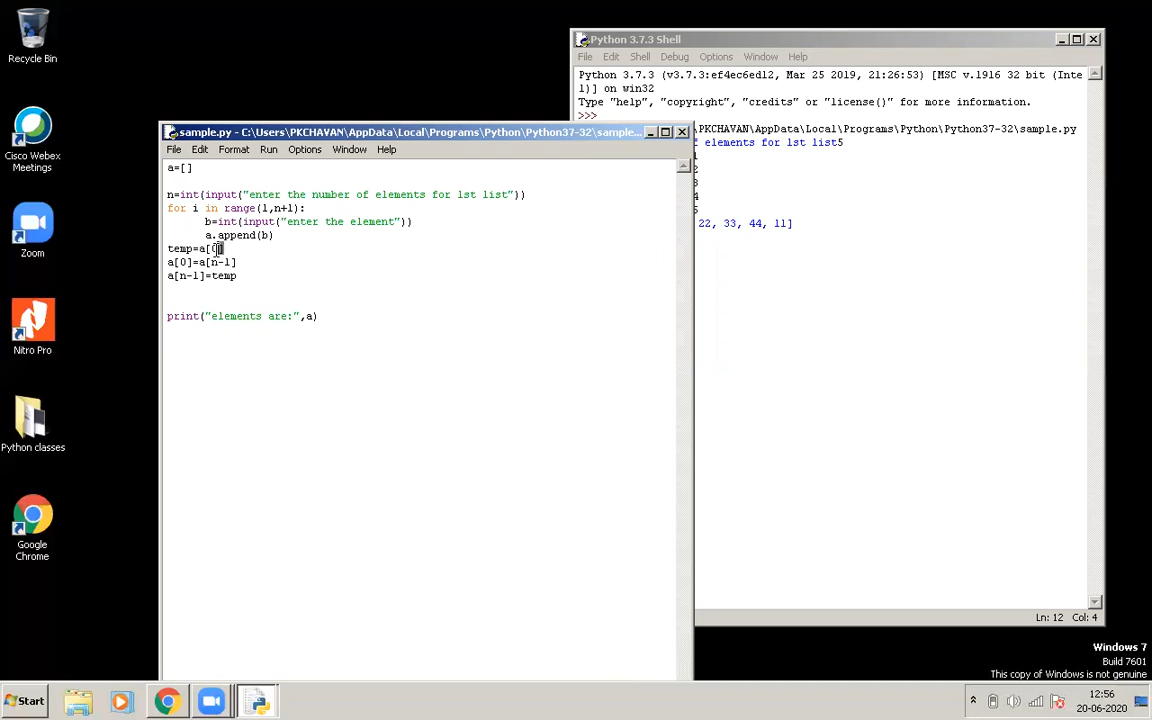 Recycle Bin
Cisco Webex
Meetings
Zoom
Nitro Pro
Python classes
Google
Chrome
Python 3.7.3 Shell
File Edit Shell Debug Options Window Help
Python 3.7.3 (v3.7.3:ef4ec6ed12, Mar 25 2019, 21:26:53) [MSC v.1916 32 bit (Inte
l)] on win32
Type "help", "copyright", "credits" or "license()" for more information.
>>>
PKCHAVAN\AppData\Local\Programs\Python\Python37-32\sample.py
f elements for lst list5
1
2
3
4
5
22, 33, 44, 11]
Ln: 12 Col: 4
sample.py - C:\Users\PKCHAVAN\AppData\Local\Programs\Python\Python37-32\sample...
File Edit Format Run Options Window Help
a=[]
n=int(input("enter the number of elements for lst list"))
for i in range(1,n+1):
b=int(input("enter the element"))
a.append(b)
temp=a[0]
a[0]=a[n-1]
a[n-1]=temp
print("elements are:",a)
Windows 7
Build 7601
This copy of Windows is not genuine
Start
12:56
20-06-2020